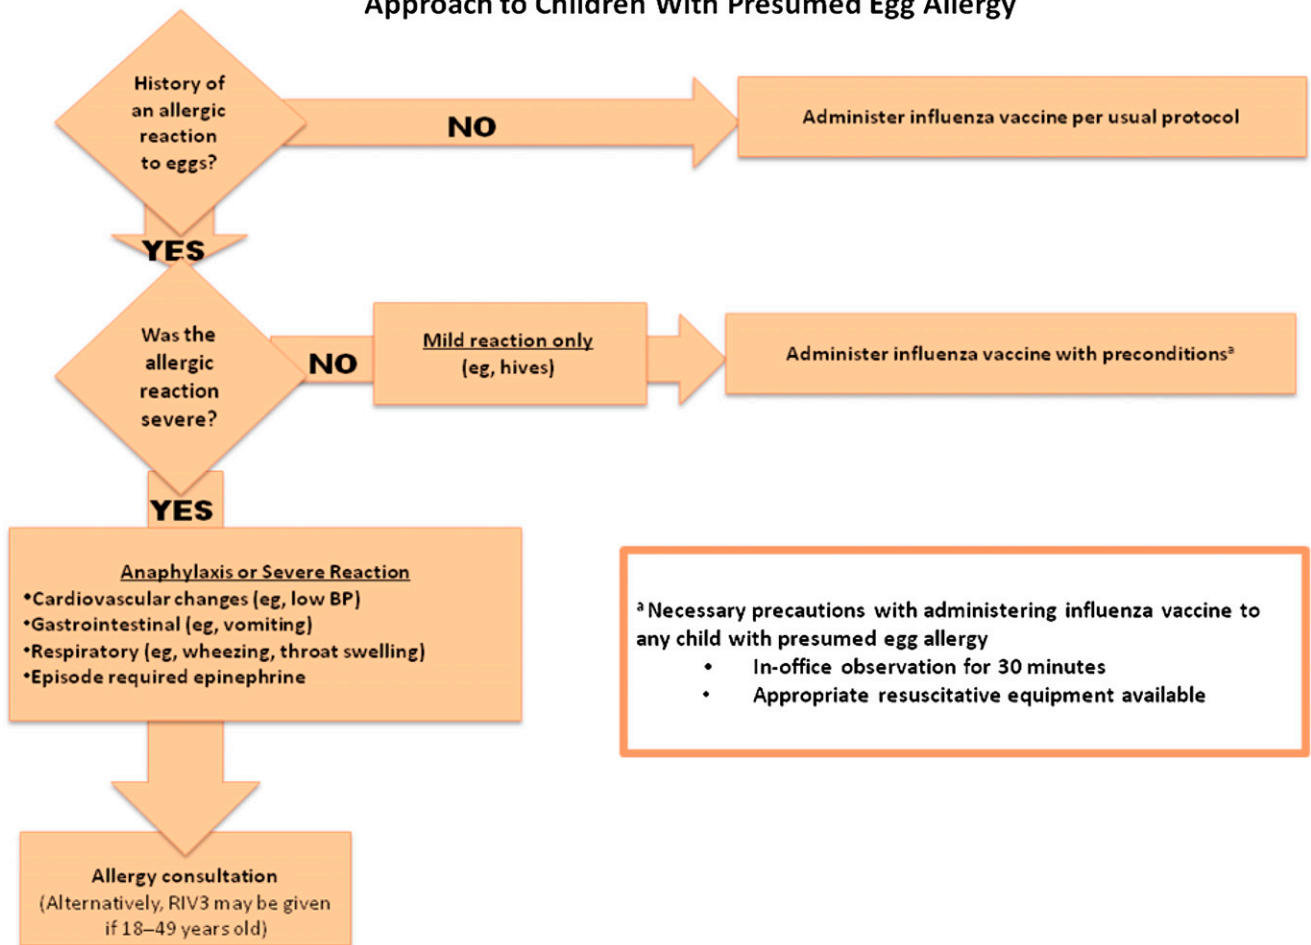 Approach to Children With Presumed Egg Allergy
History of
an allergic
reaction
to eggs?
NO
Administer influenza vaccine per usual protocol
YES
Was the
allergic
reaction
severe?
NO
Mild reaction only
(eg, hives)
Administer influenza vaccine with preconditionsᵃ
YES
Anaphylaxis or Severe Reaction
•Cardiovascular changes (eg, low BP)
•Gastrointestinal (eg, vomiting)
•Respiratory (eg, wheezing, throat swelling)
•Episode required epinephrine
ᵃ Necessary precautions with administering influenza vaccine to
any child with presumed egg allergy
• In-office observation for 30 minutes
• Appropriate resuscitative equipment available
Allergy consultation
(Alternatively, RIV3 may be given
if 18–49 years old)